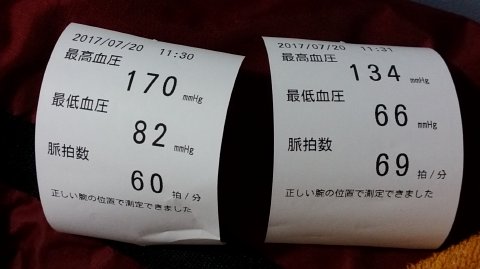 2017/07/20 11:30
最高血圧
170 mmHg
最低血圧
82 mmHg
脈拍数
60 拍/分
正しい腕の位置で測定できました
2017/07/20 11:31
最高血圧
134 mmHg
最低血圧
66 mmHg
脈拍数
69 拍/分
正しい腕の位置で測定できました